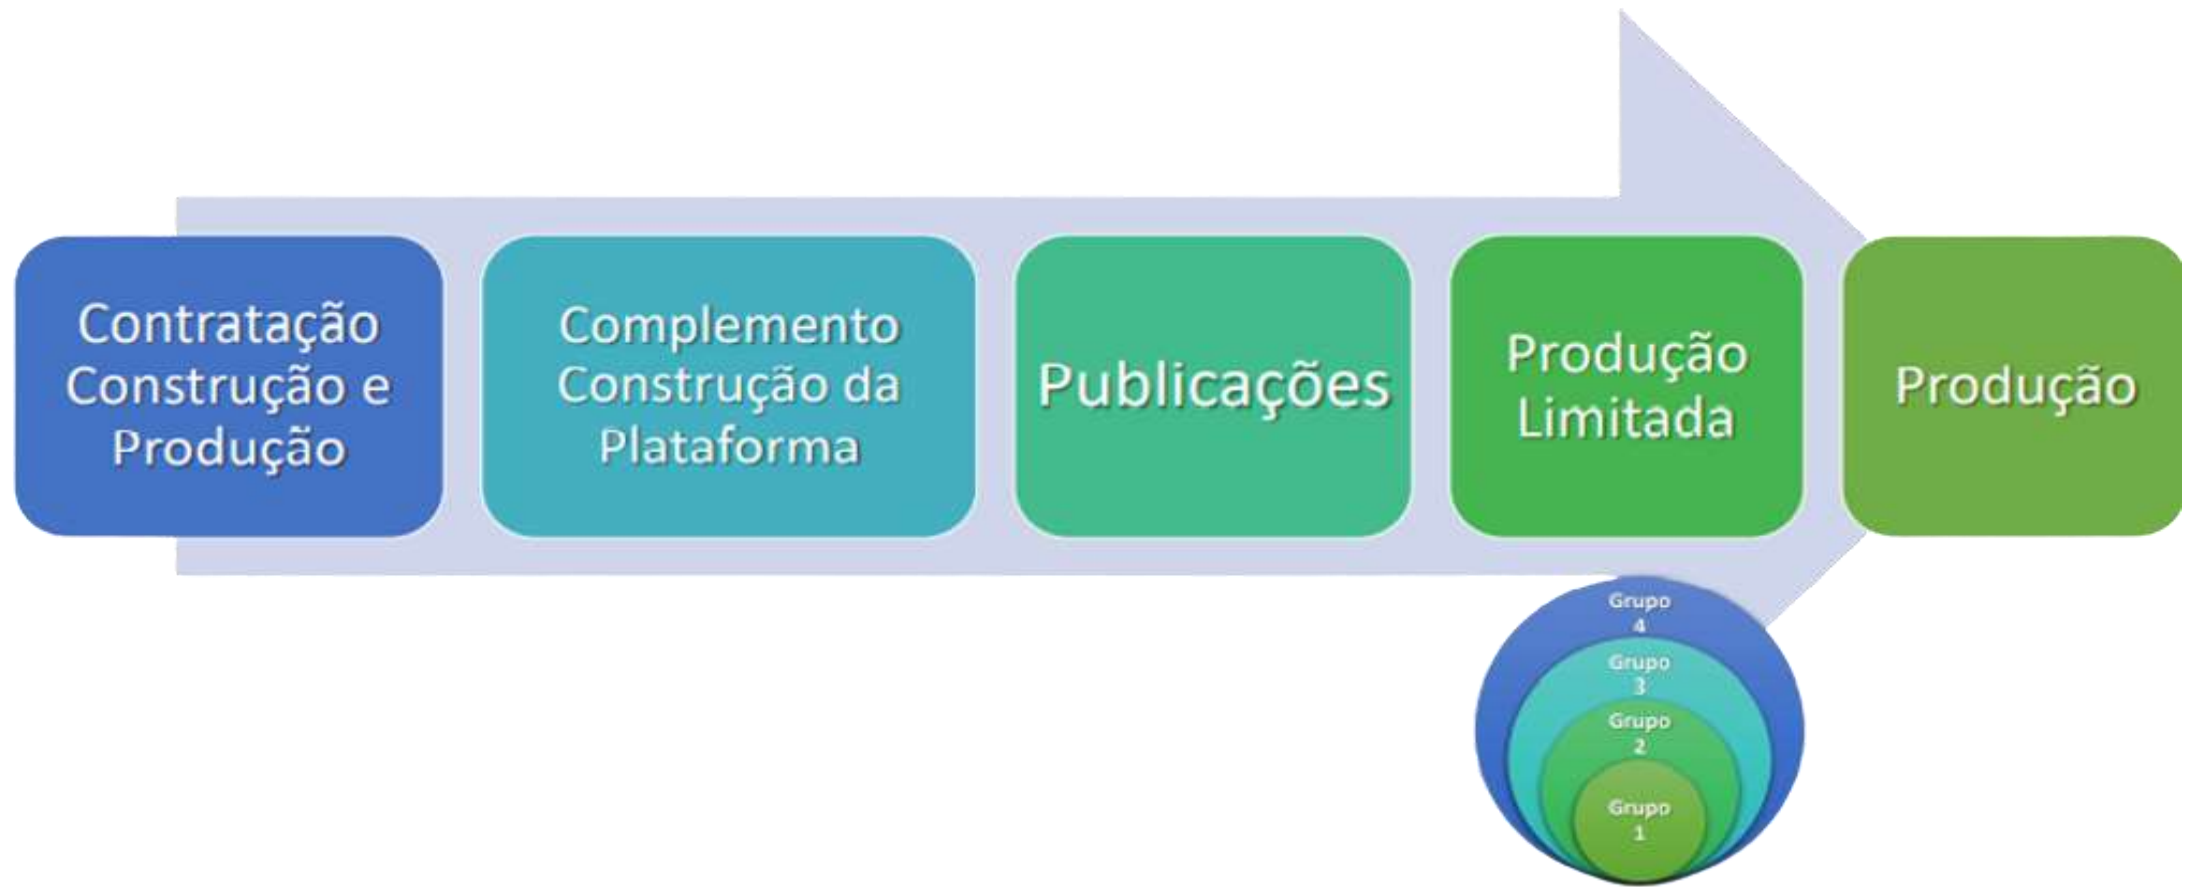 Contratação
Construção e
Produção
Complemento
Construção da
Plataforma
Publicações
Produção
Limitada
Produção
Grupo
4
Grupo
3
Grupo
2
Grupo
1